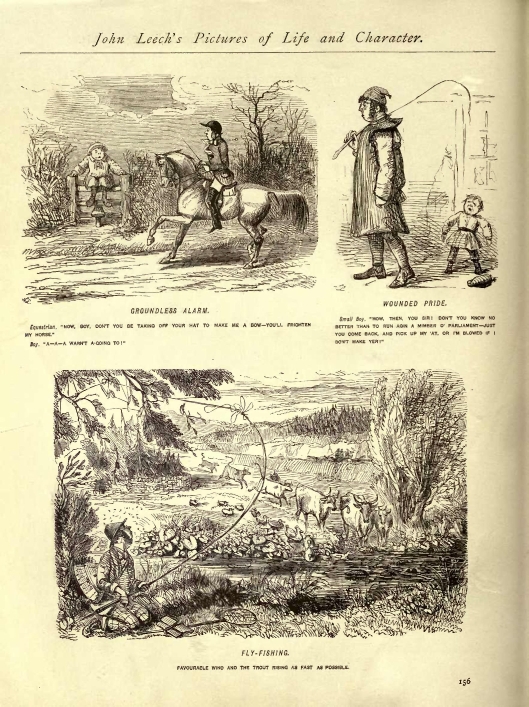 John Leech's Pictures of Life and Character.
GROUNDLESS ALARM.
Equestrian. "NOW, BOY, DON'T YOU BE TAKING OFF YOUR HAT TO MAKE ME A BOW—YOU'LL FRIGHTEN
MY HORSE."
Boy. "A—A—A WARN'T A-GOING TO!"
WOUNDED PRIDE.
Small Boy. "NOW, THEN, YOU SIR! DON'T YOU KNOW NO
BETTER THAN TO RUN AGIN A MIMBER O' PARLIAMENT—JUST
YOU COME BACK, AND PICK UP MY 'AT, OR I'M BLOWED IF I
DON'T MAKE YER!"
FLY-FISHING.
FAVOURABLE WIND AND THE TROUT RISING AS FAST AS POSSIBLE.
156